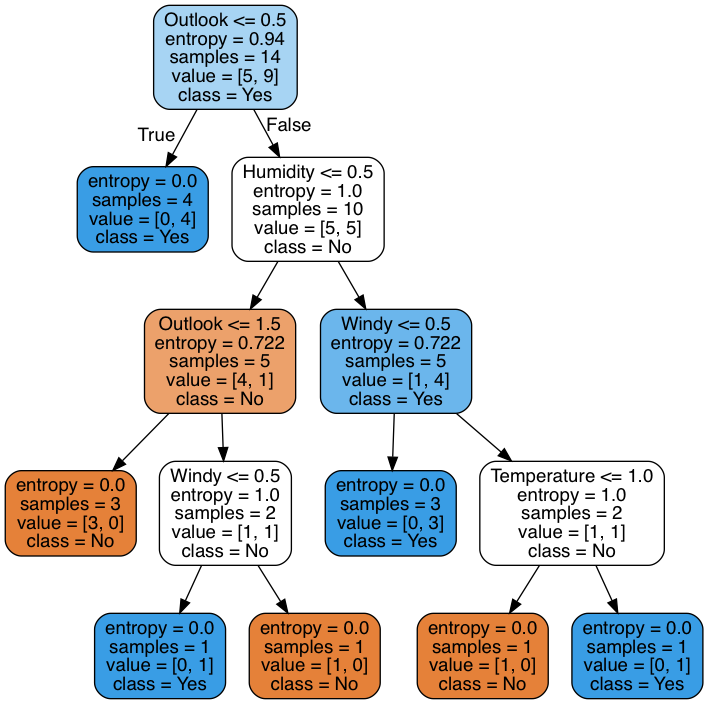 Outlook <= 0.5
entropy = 0.94
samples = 14
value = [5, 9]
class = Yes
True
False
entropy = 0.0
samples = 4
value = [0, 4]
class = Yes
Humidity <= 0.5
entropy = 1.0
samples = 10
value = [5, 5]
class = No
Outlook <= 1.5
entropy = 0.722
samples = 5
value = [4, 1]
class = No
Windy <= 0.5
entropy = 0.722
samples = 5
value = [1, 4]
class = Yes
entropy = 0.0
samples = 3
value = [3, 0]
class = No
Windy <= 0.5
entropy = 1.0
samples = 2
value = [1, 1]
class = No
entropy = 0.0
samples = 3
value = [0, 3]
class = Yes
Temperature <= 1.0
entropy = 1.0
samples = 2
value = [1, 1]
class = No
entropy = 0.0
samples = 1
value = [0, 1]
class = Yes
entropy = 0.0
samples = 1
value = [1, 0]
class = No
entropy = 0.0
samples = 1
value = [1, 0]
class = No
entropy = 0.0
samples = 1
value = [0, 1]
class = Yes